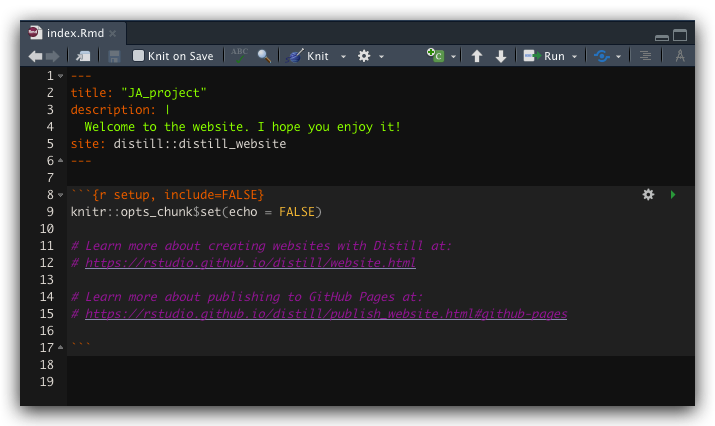 index.Rmd
Knit on Save ABC Knit Run
1 ---
2 title: "JA_project"
3 description: |
4   Welcome to the website. I hope you enjoy it!
5 site: distill::distill_website
6 ---
7
8 ```{r setup, include=FALSE}
9 knitr::opts_chunk$set(echo = FALSE)
10
11 # Learn more about creating websites with Distill at:
12 # https://rstudio.github.io/distill/website.html
13
14 # Learn more about publishing to GitHub Pages at:
15 # https://rstudio.github.io/distill/publish_website.html#github-pages
16
17 ```
18
19